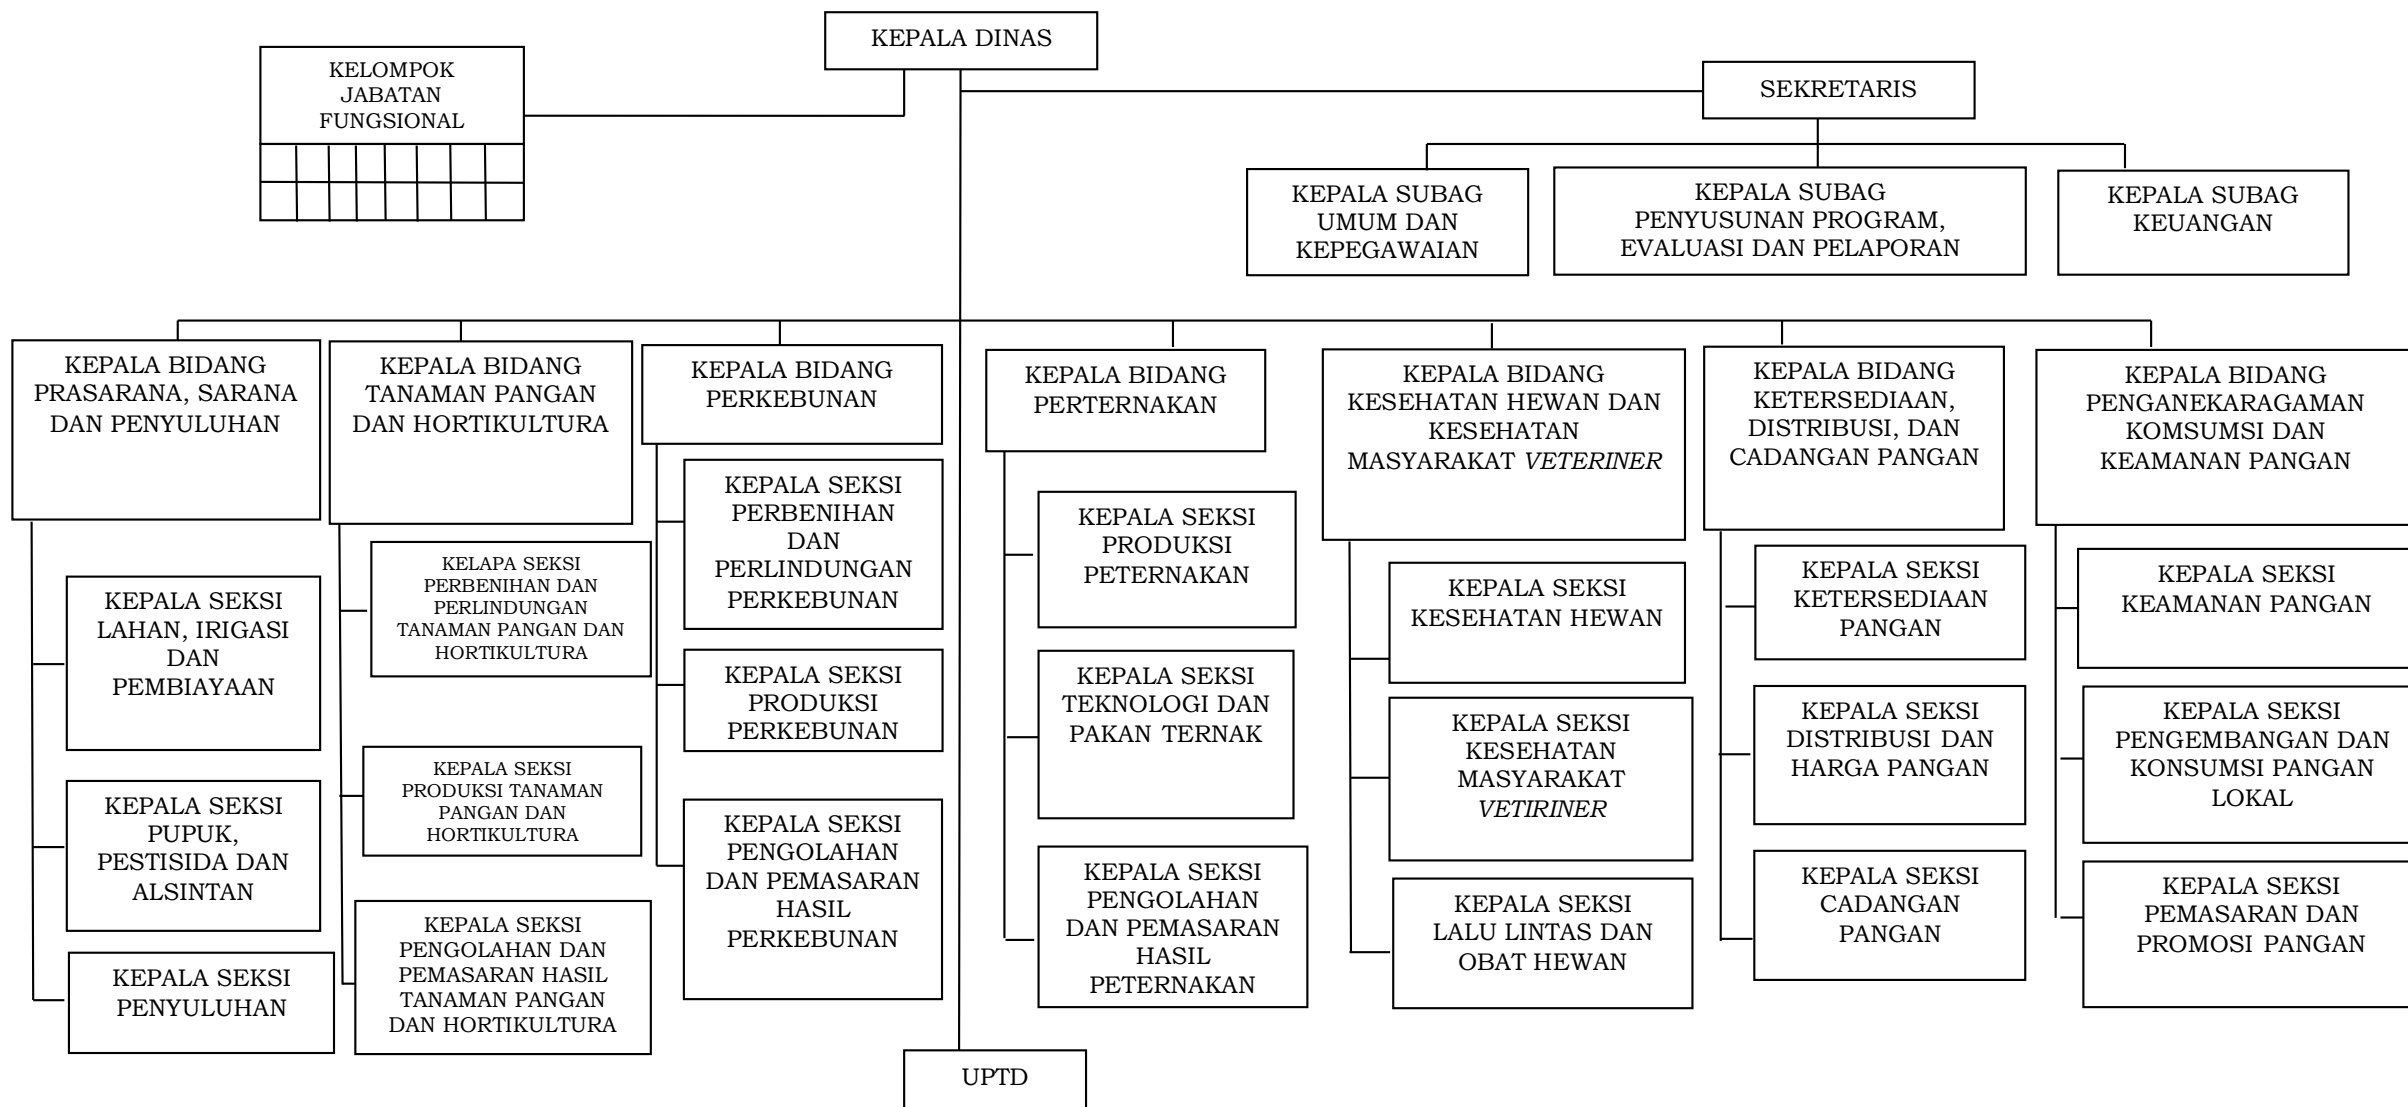 KEPALA DINAS
KELOMPOK
JABATAN
FUNGSIONAL
SEKRETARIS
KEPALA SUBAG
UMUM DAN
KEPEGAWAIAN
KEPALA SUBAG
PENYUSUNAN PROGRAM,
EVALUASI DAN PELAPORAN
KEPALA SUBAG
KEUANGAN
KEPALA BIDANG
PRASARANA, SARANA
DAN PENYULUHAN
KEPALA BIDANG
TANAMAN PANGAN
DAN HORTIKULTURA
KEPALA BIDANG
PERKEBUNAN
KEPALA BIDANG
PERTERNAKAN
KEPALA BIDANG
KESEHATAN HEWAN DAN
KESEHATAN
MASYARAKAT VETERINER
KEPALA BIDANG
KETERSEDIAAN,
DISTRIBUSI, DAN
CADANGAN PANGAN
KEPALA BIDANG
PENGANEKARAGAMAN
KOMSUMSI DAN
KEAMANAN PANGAN
KEPALA SEKSI
LAHAN, IRIGASI
DAN
PEMBIAYAAN
KEPALA SEKSI
PUPUK,
PESTISIDA DAN
ALSINTAN
KEPALA SEKSI
PENYULUHAN
KELAPA SEKSI
PERBENIHAN DAN
PERLINDUNGAN
TANAMAN PANGAN DAN
HORTIKULTURA
KEPALA SEKSI
PRODUKSI TANAMAN
PANGAN DAN
HORTIKULTURA
KEPALA SEKSI
PENGOLAHAN DAN
PEMASARAN HASIL
TANAMAN PANGAN
DAN HORTIKULTURA
KEPALA SEKSI
PERBENIHAN
DAN
PERLINDUNGAN
PERKEBUNAN
KEPALA SEKSI
PRODUKSI
PERKEBUNAN
KEPALA SEKSI
PENGOLAHAN
DAN PEMASARAN
HASIL
PERKEBUNAN
KEPALA SEKSI
PRODUKSI
PETERNAKAN
KEPALA SEKSI
TEKNOLOGI DAN
PAKAN TERNAK
KEPALA SEKSI
PENGOLAHAN
DAN PEMASARAN
HASIL
PETERNAKAN
KEPALA SEKSI
KESEHATAN HEWAN
KEPALA SEKSI
KESEHATAN
MASYARAKAT
VETIRINER
KEPALA SEKSI
LALU LINTAS DAN
OBAT HEWAN
KEPALA SEKSI
KETERSEDIAAN
PANGAN
KEPALA SEKSI
DISTRIBUSI DAN
HARGA PANGAN
KEPALA SEKSI
CADANGAN
PANGAN
KEPALA SEKSI
KEAMANAN PANGAN
KEPALA SEKSI
PENGEMBANGAN DAN
KONSUMSI PANGAN
LOKAL
KEPALA SEKSI
PEMASARAN DAN
PROMOSI PANGAN
UPTD